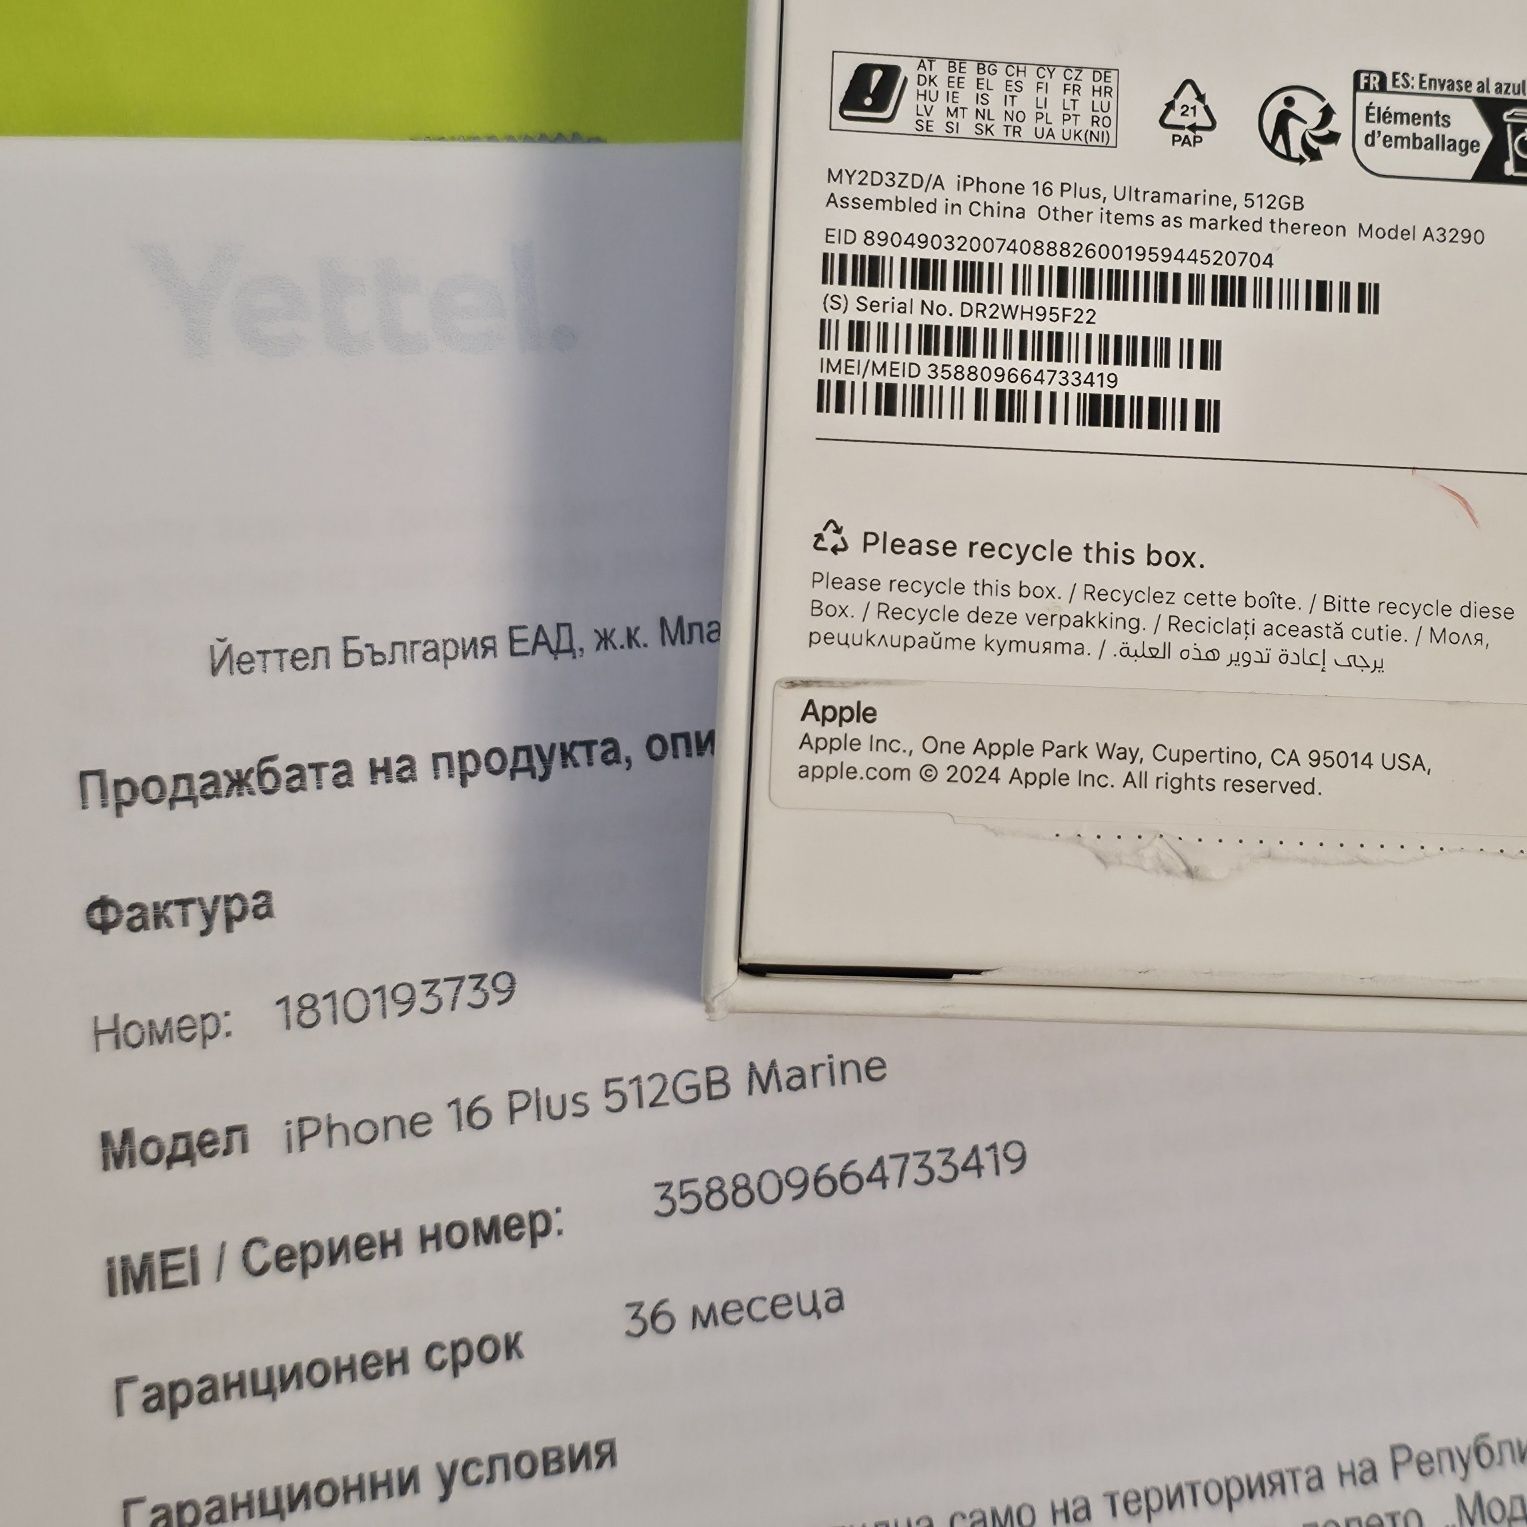 AT BE BG CH CY CZ DE
DK EE EL ES FI FR HR
HU IE IS IT LI LT LU
LV MT NL NO PL PT RO
SE SI SK TR UA UK(NI)
21
PAP
FR ES: Envase al azul
Éléments
d'emballage
MY2D3ZD/A iPhone 16 Plus, Ultramarine, 512GB
Assembled in China Other items as marked thereon Model A3290
EID 89049032007408882600195944520704
(S) Serial No. DR2WH95F22
IMEI/MEID 358809664733419
Please recycle this box.
Please recycle this box. / Recyclez cette boîte. / Bitte recycle diese
Box. / Recycle deze verpakking. / Reciclați această cutie. / Моля,
рециклирайте кутията. / يرجى إعادة تدوير هذه العلبة.
Apple
Apple Inc., One Apple Park Way, Cupertino, CA 95014 USA,
apple.com © 2024 Apple Inc. All rights reserved.
Yettel.
Йеттел България ЕАД, ж.к. Мла
Продажбата на продукта, опи
Фактура
Номер: 1810193739
Модел iPhone 16 Plus 512GB Marine
IMEI / Сериен номер: 358809664733419
Гаранционен срок 36 месеца
Гаранционни условия
само на територията на Републи
„Мод